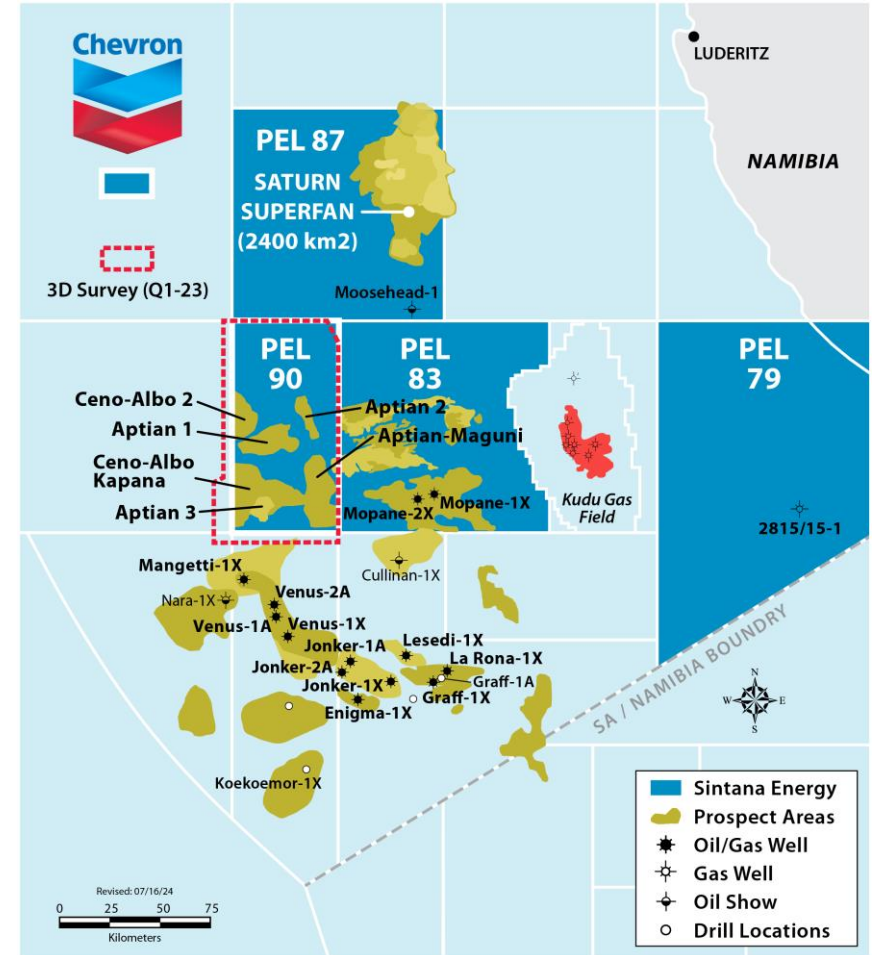 Chevron
3D Survey (Q1-23)
LUDERITZ
NAMIBIA
PEL 87
SATURN
SUPERFAN
(2400 km2)
Moosehead-1
PEL
90
PEL
83
PEL
79
Ceno-Albo 2
Aptian 1
Ceno-Albo
Kapana
Aptian 3
Aptian 2
Aptian-Maguni
Mopane-1X
Mopane-2X
Kudu Gas
Field
2815/15-1
Mangetti-1X
Nara-1X
Venus-2A
Venus-1A
Venus-1X
Cullinan-1X
Jonker-1A
Lesedi-1X
Jonker-2A
La Rona-1X
Jonker-1X
Graff-1A
Graff-1X
Enigma-1X
Koekoemor-1X
SA / NAMIBIA BOUNDRY
N
W
E
S
Sintana Energy
Prospect Areas
Oil/Gas Well
Gas Well
Oil Show
Drill Locations
Revised: 07/16/24
0 25 50 75
Kilometers